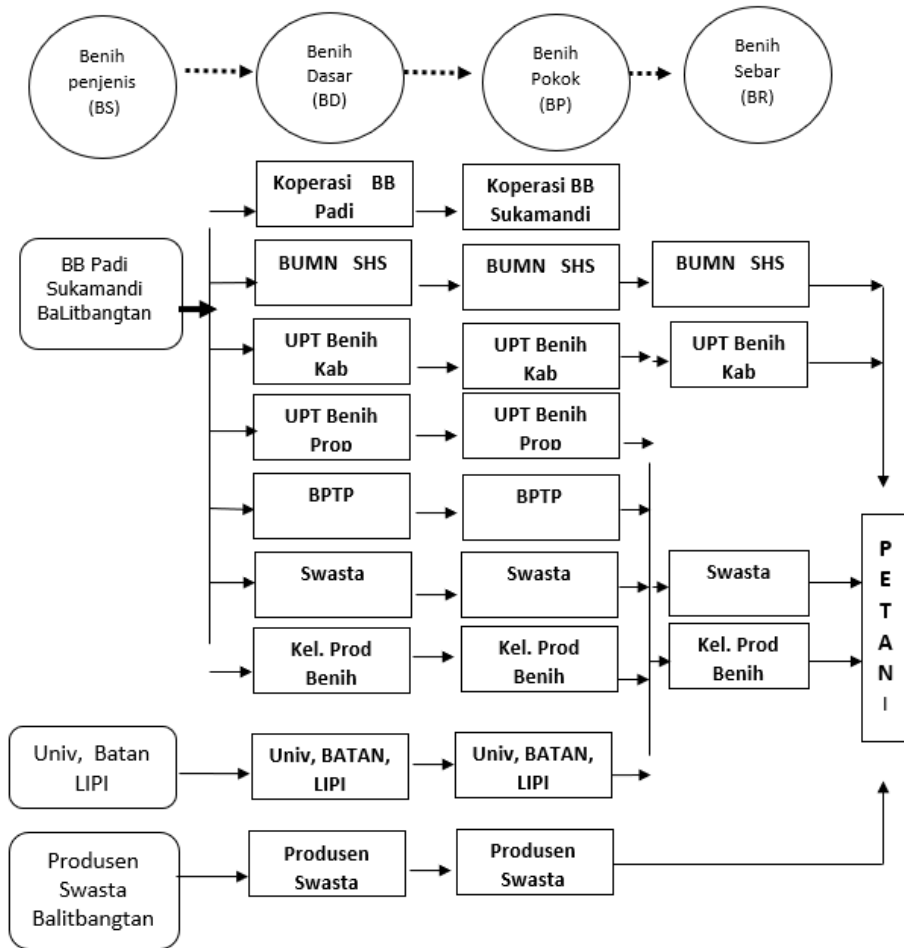 Benih
penjenis
(BS)
Benih
Dasar
(BD)
Benih
Pokok
(BP)
Benih
Sebar
(BR)
Koperasi BB
Padi
Koperasi BB
Sukamandi
BB Padi
Sukamandi
BaLitbangtan
BUMN SHS
BUMN SHS
BUMN SHS
UPT Benih
Kab
UPT Benih
Kab
UPT Benih
Kab
UPT Benih
Prop
UPT Benih
Prop
BPTP
BPTP
Swasta
Swasta
Swasta
Kel. Prod
Benih
Kel. Prod
Benih
Kel. Prod
Benih
P
E
T
A
N
I
Univ, Batan
LIPI
Univ, BATAN,
LIPI
Univ, BATAN,
LIPI
Produsen
Swasta
Balitbangtan
Produsen
Swasta
Produsen
Swasta